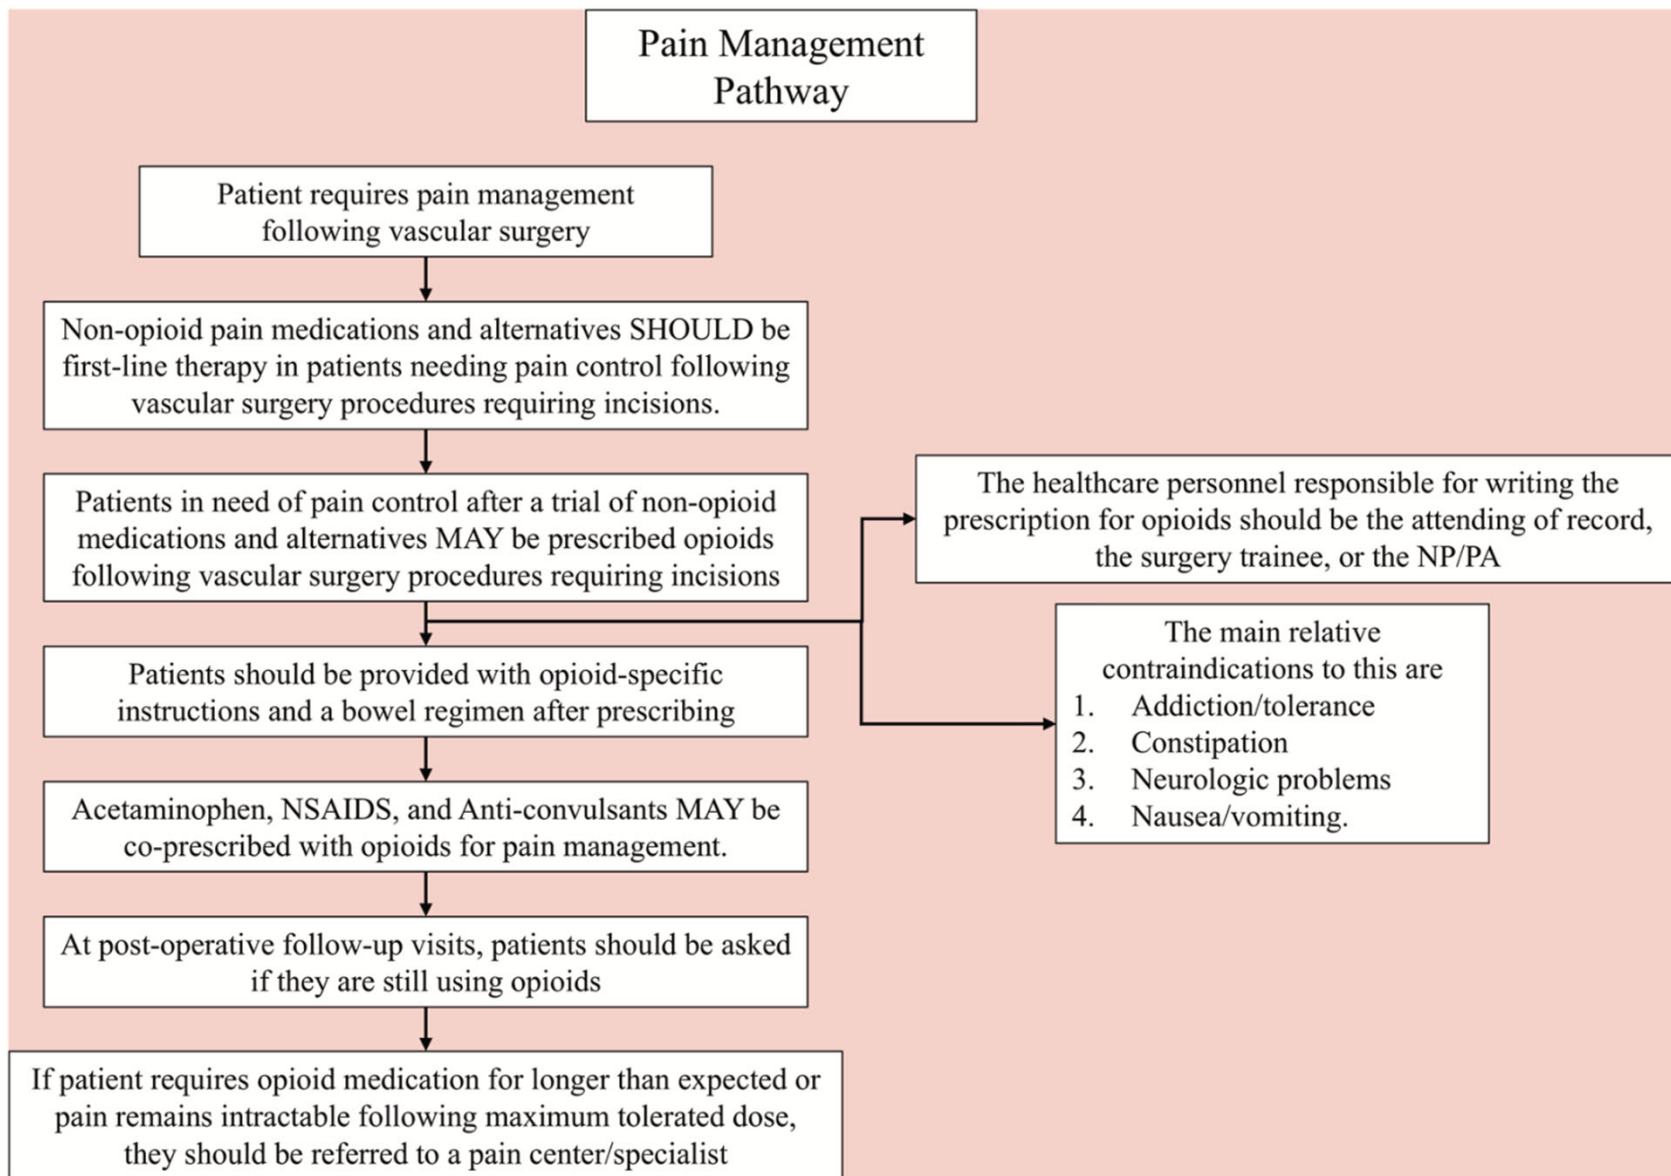 Pain Management
Pathway
Patient requires pain management
following vascular surgery
Non-opioid pain medications and alternatives SHOULD be
first-line therapy in patients needing pain control following
vascular surgery procedures requiring incisions.
Patients in need of pain control after a trial of non-opioid
medications and alternatives MAY be prescribed opioids
following vascular surgery procedures requiring incisions
The healthcare personnel responsible for writing the
prescription for opioids should be the attending of record,
the surgery trainee, or the NP/PA
The main relative
contraindications to this are
1. Addiction/tolerance
2. Constipation
3. Neurologic problems
4. Nausea/vomiting.
Patients should be provided with opioid-specific
instructions and a bowel regimen after prescribing
Acetaminophen, NSAIDS, and Anti-convulsants MAY be
co-prescribed with opioids for pain management.
At post-operative follow-up visits, patients should be asked
if they are still using opioids
If patient requires opioid medication for longer than expected or
pain remains intractable following maximum tolerated dose,
they should be referred to a pain center/specialist